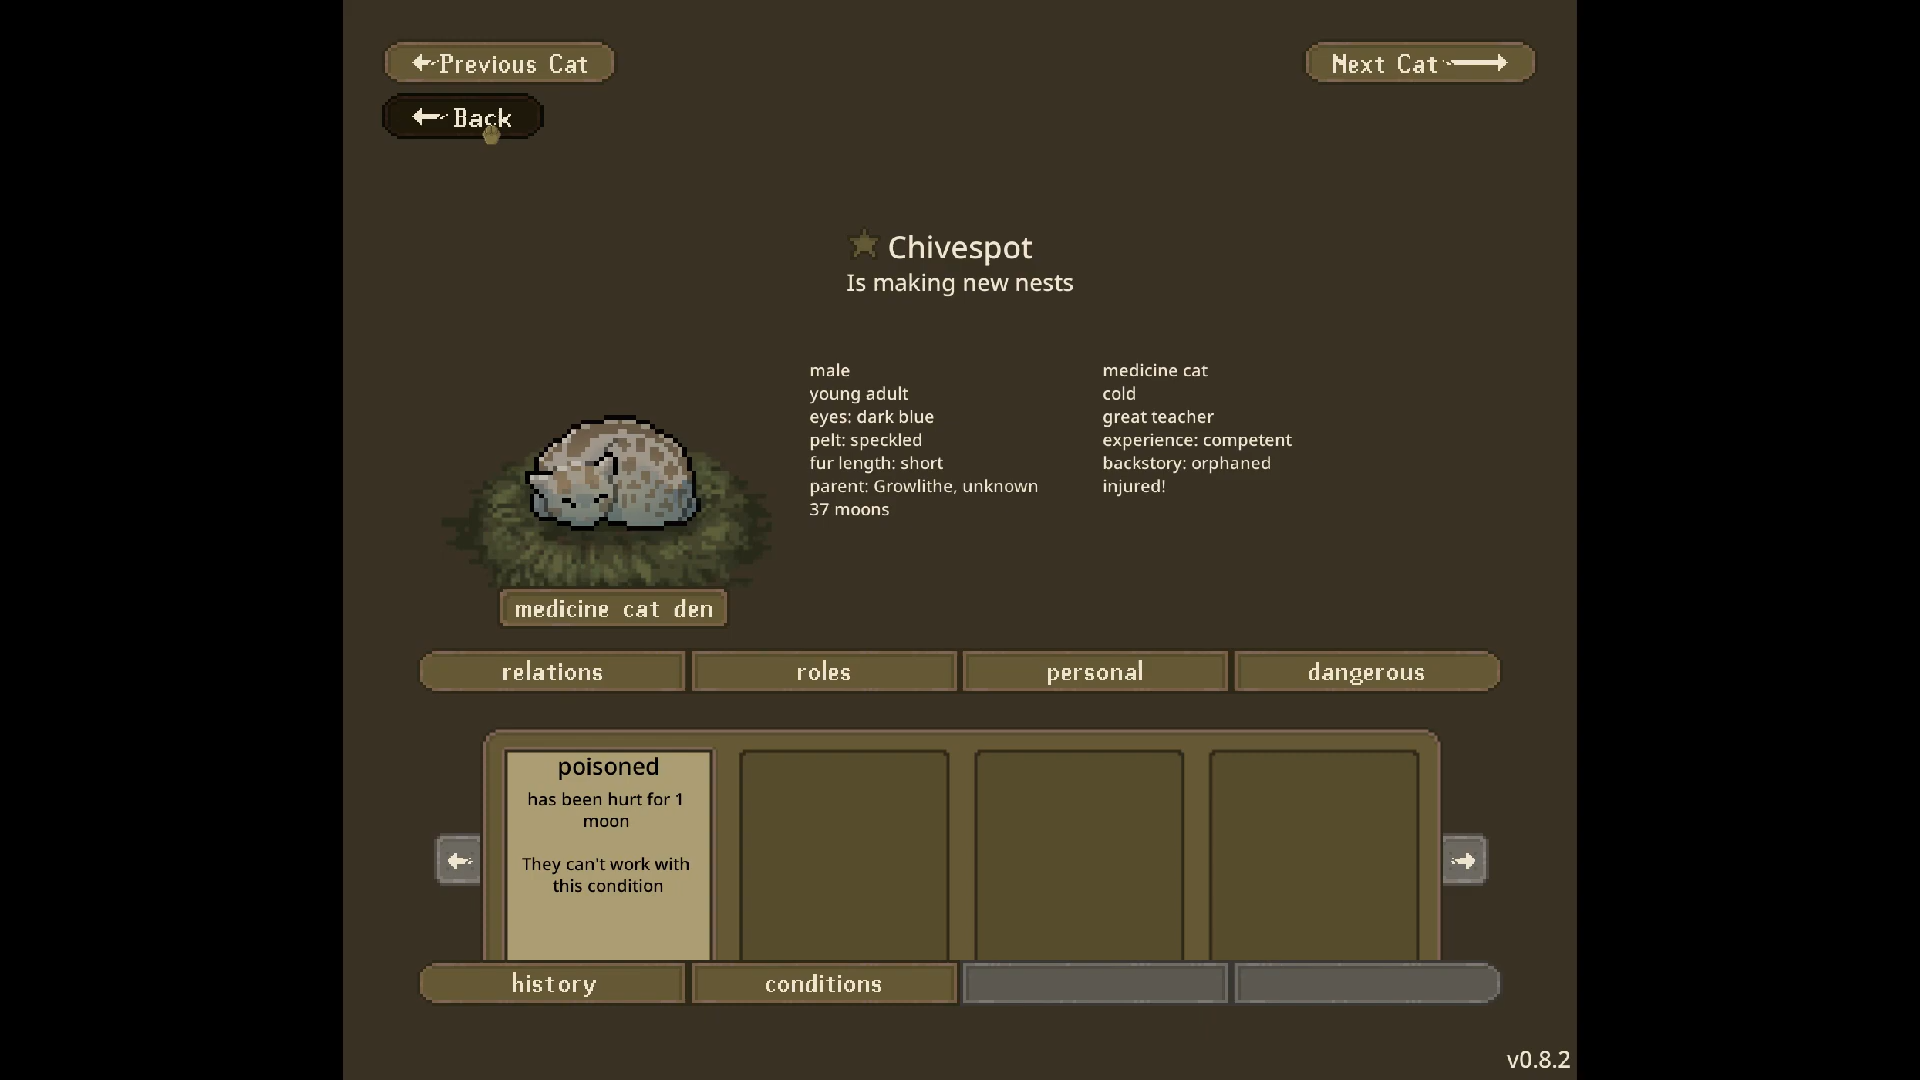 Previous Cat
Next Cat
Back
Chivespot
Is making new nests
male
young adult
eyes: dark blue
pelt: speckled
fur length: short
parent: Growlithe, unknown
37 moons
medicine cat
cold
great teacher
experience: competent
backstory: orphaned
injured!
medicine cat den
relations
roles
personal
dangerous
poisoned
has been hurt for 1
moon
They can't work with
this condition
history
conditions
v0.8.2